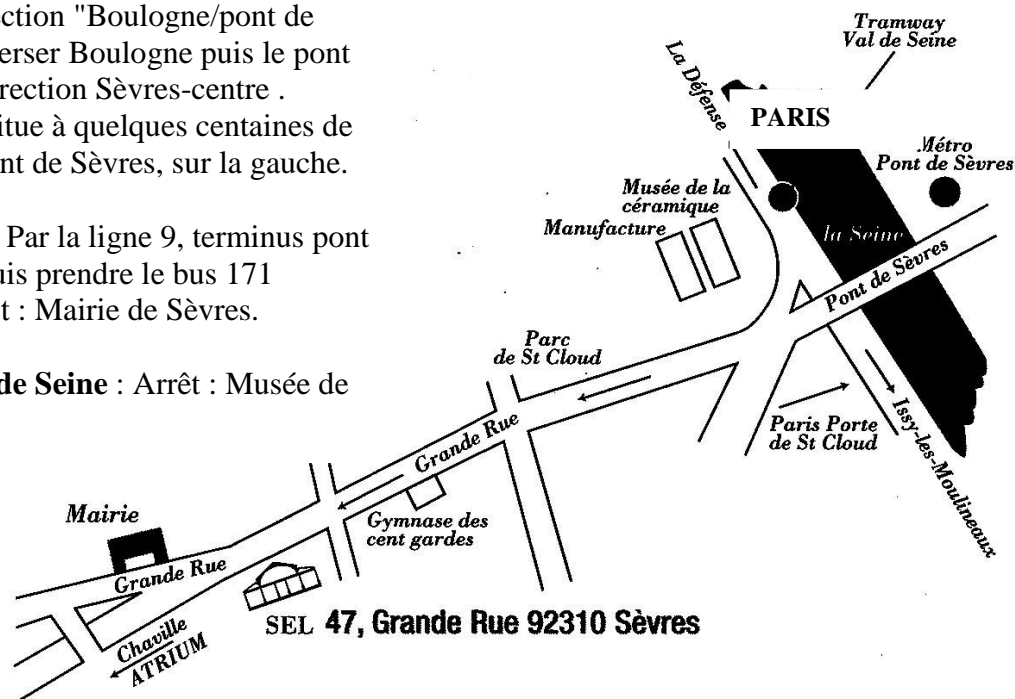 ection "Boulogne/pont de
erser Boulogne puis le pont
rection Sèvres-centre .
itue à quelques centaines de
nt de Sèvres, sur la gauche.
Par la ligne 9, terminus pont
uis prendre le bus 171
t : Mairie de Sèvres.
de Seine : Arrêt : Musée de
Tramway
Val de Seine
La Défense
PARIS
Métro
Pont de Sèvres
Musée de la
céramique
Manufacture
la Seine
Pont de Sèvres
Parc
de St Cloud
Grande Rue
Paris Porte
de St Cloud
Issy-les-Moulineaux
Gymnase des
cent gardes
Mairie
Grande Rue
SEL 47, Grande Rue 92310 Sèvres
Chaville
ATRIUM